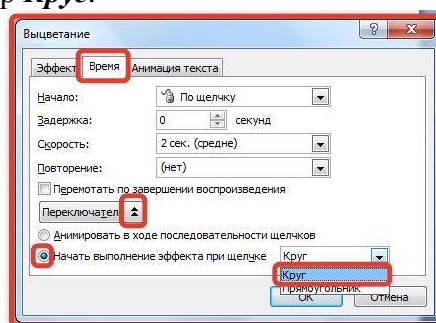 Круг.
Выцветание
Эффект Время Анимация текста
Начало: По щелчку
Задержка: 0 секунд
Скорость: 2 сек. (средне)
Повторение: (нет)
Перемотать по завершении воспроизведения
Переключател
Анимировать в ходе последовательности щелчков
Начать выполнение эффекта при щелчке Круг
Круг
Прямоугольник
ОК Отмена